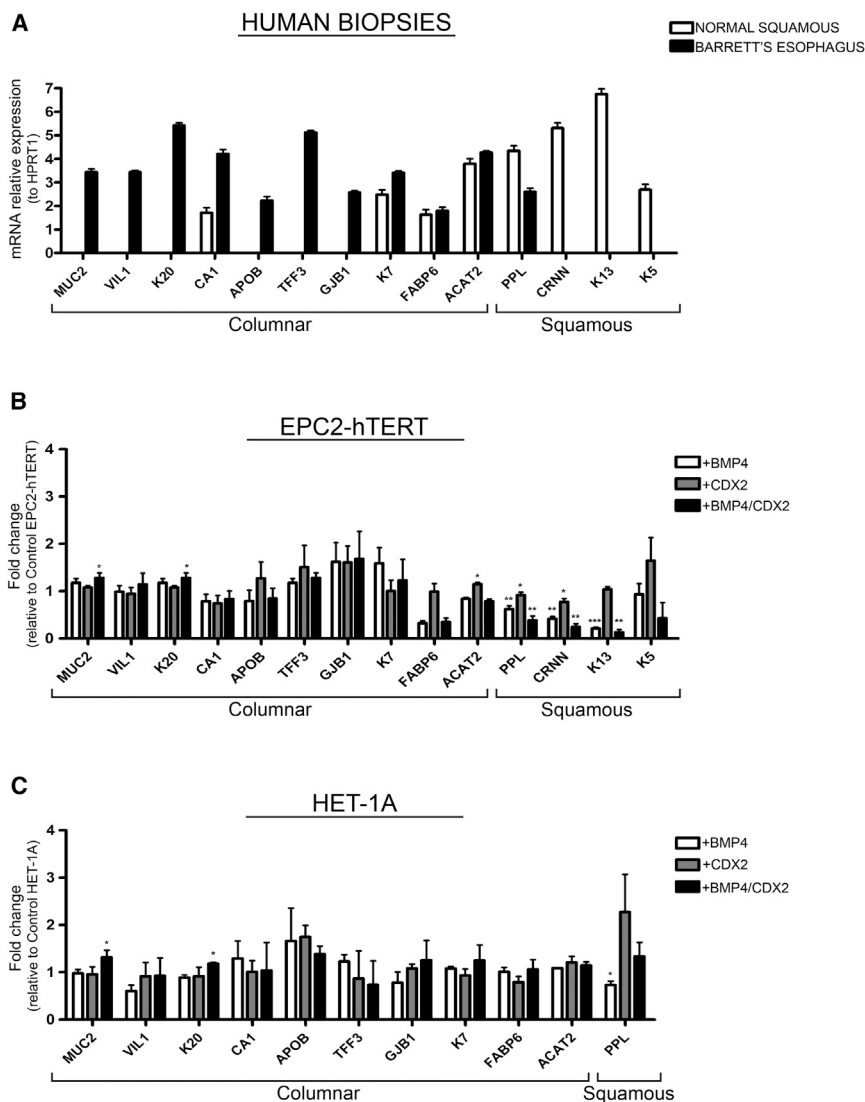 A
HUMAN BIOPSIES
NORMAL SQUAMOUS
BARRETT'S ESOPHAGUS
mRNA relative expression
(to HPRT1)
7
6
5
4
3
2
1
0
MUC2 VIL1 K20 CA1 APOB TFF3 GJB1 K7 FABP6 ACAT2 PPL CRNN K13 K5
Columnar Squamous
B
EPC2-hTERT
+BMP4
+CDX2
+BMP4/CDX2
Fold change
(relative to Control EPC2-hTERT)
4
3
2
1
0
* * * ** * ** ** * ** *** **
MUC2 VIL1 K20 CA1 APOB TFF3 GJB1 K7 FABP6 ACAT2 PPL CRNN K13 K5
Columnar Squamous
C
HET-1A
+BMP4
+CDX2
+BMP4/CDX2
Fold change
(relative to Control HET-1A)
4
3
2
1
0
* * *
MUC2 VIL1 K20 CA1 APOB TFF3 GJB1 K7 FABP6 ACAT2 PPL
Columnar Squamous